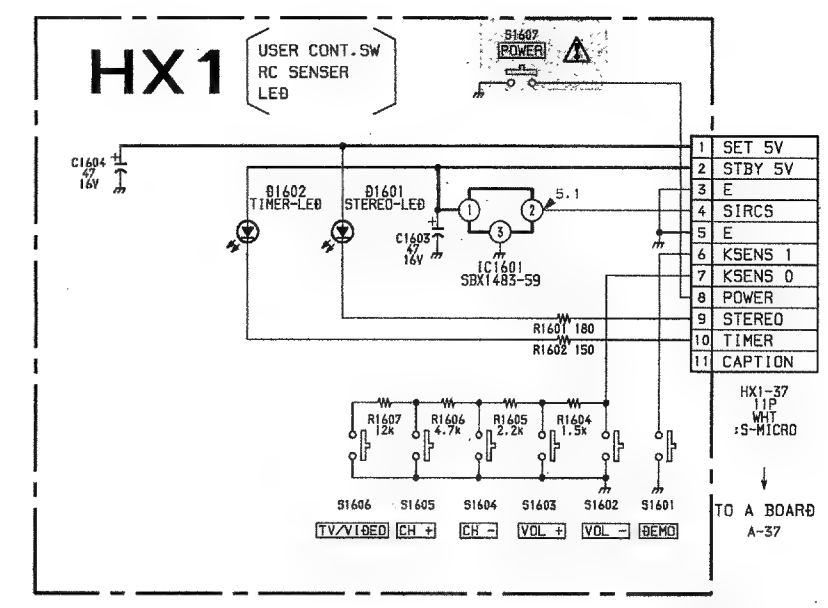 HX1
USER CONT.SW
RC SENSER
LED
S1607
POWER
C1604
47
16V
D1602
TIMER-LED
D1601
STEREO-LED
C1603
47
16V
1
2
3
5.1
IC1601
SBX1483-59
1 SET 5V
2 STBY 5V
3 E
4 SIRCS
5 E
6 KSENS 1
7 KSENS 0
8 POWER
9 STEREO
10 TIMER
11 CAPTION
R1601 180
R1602 150
HX1-37
11P
WHT
:S-MICRO
TO A BOARD
A-37
R1607
12k
R1606
4.7k
R1605
2.2k
R1604
1.5k
S1606 S1605 S1604 S1603 S1602 S1601
TV/VIDEO CH + CH - VOL + VOL - DEMO